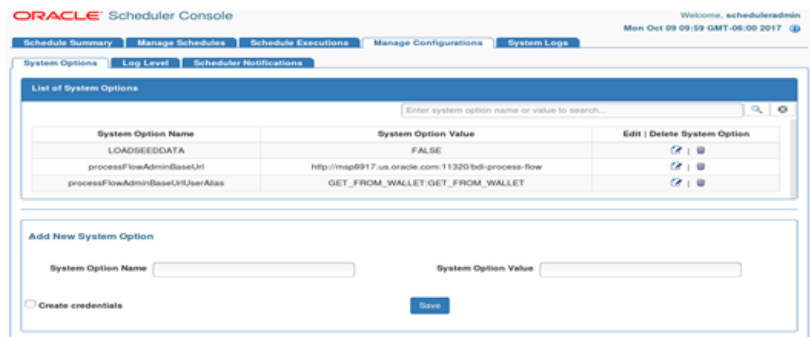 ORACLE Scheduler Console
Welcome, scheduleradmin
Mon Oct 09 09:59 GMT-06:00 2017
Schedule Summary Manage Schedules Schedule Executions Manage Configurations System Logs
System Options Log Level Scheduler Notifications
List of System Options
Enter system option name or value to search...
System Option Name System Option Value Edit | Delete System Option
LOADSEEDDATA FALSE |
processFlowAdminBaseUrl http://msp8917.us.oracle.com:11320/bdi-process-flow |
processFlowAdminBaseUrlUserAlias GET_FROM_WALLET:GET_FROM_WALLET |
Add New System Option
System Option Name System Option Value
Create credentials Save